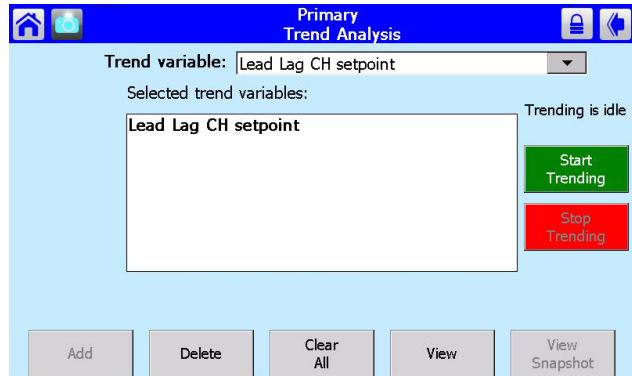 Primary
Trend Analysis
Trend variable: Lead Lag CH setpoint
Selected trend variables:
Trending is idle
Lead Lag CH setpoint
Start
Trending
Stop
Trending
Add
Delete
Clear
All
View
View
Snapshot